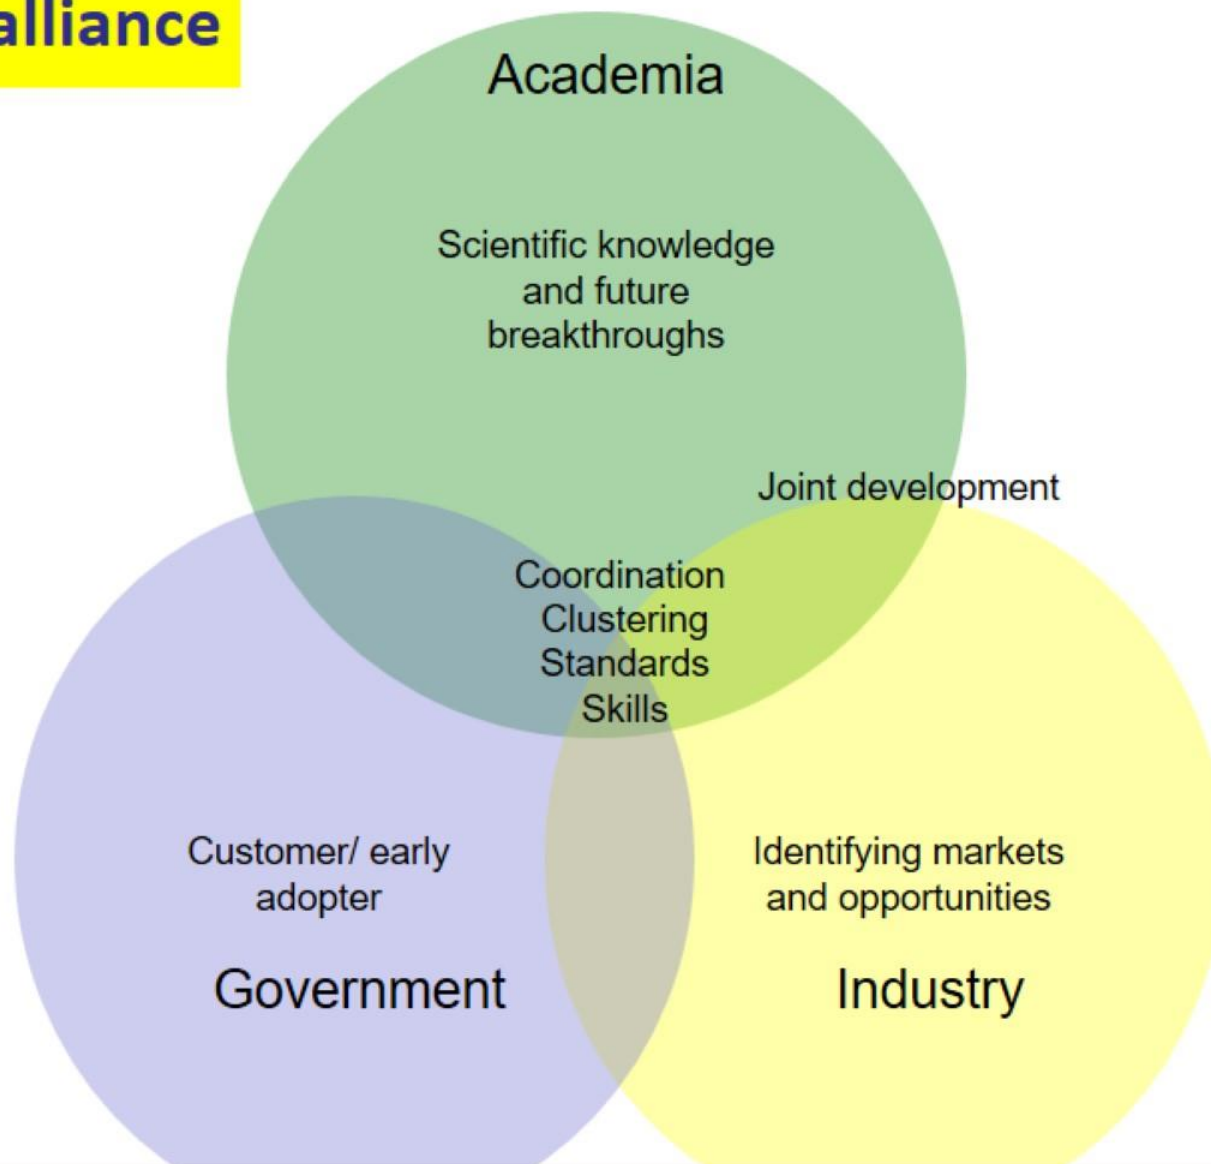 alliance
Academia
Scientific knowledge
and future
breakthroughs
Joint development
Coordination
Clustering
Standards
Skills
Customer/ early
adopter
Identifying markets
and opportunities
Government
Industry